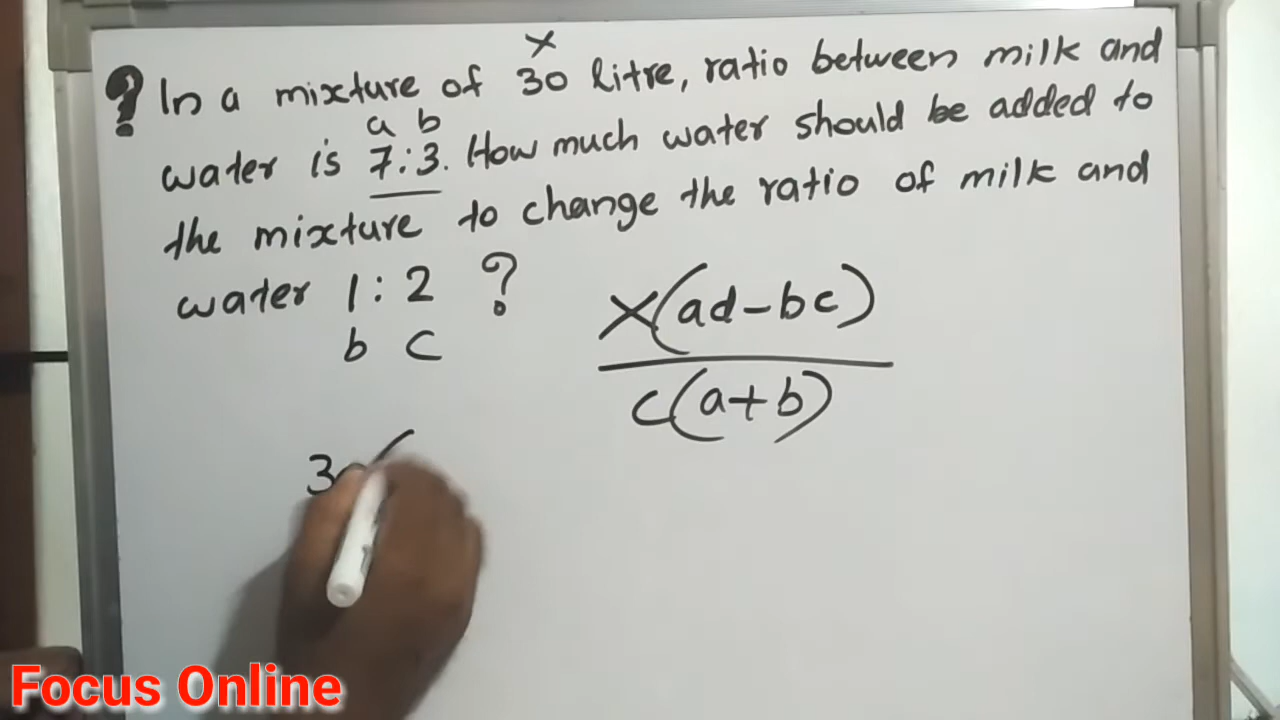 x
? In a mixture of 30 litre, ratio between milk and
a b
water is 7:3. How much water should be added to
the mixture to change the ratio of milk and
water 1:2 ?
b c
x(ad-bc)
c(a+b)
30(
Focus Online